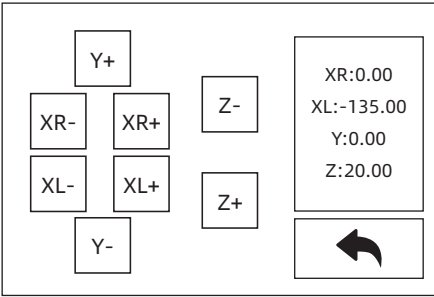 Y+
XR-
XR+
XL-
XL+
Y-
Z-
Z+
XR:0.00
XL:-135.00
Y:0.00
Z:20.00